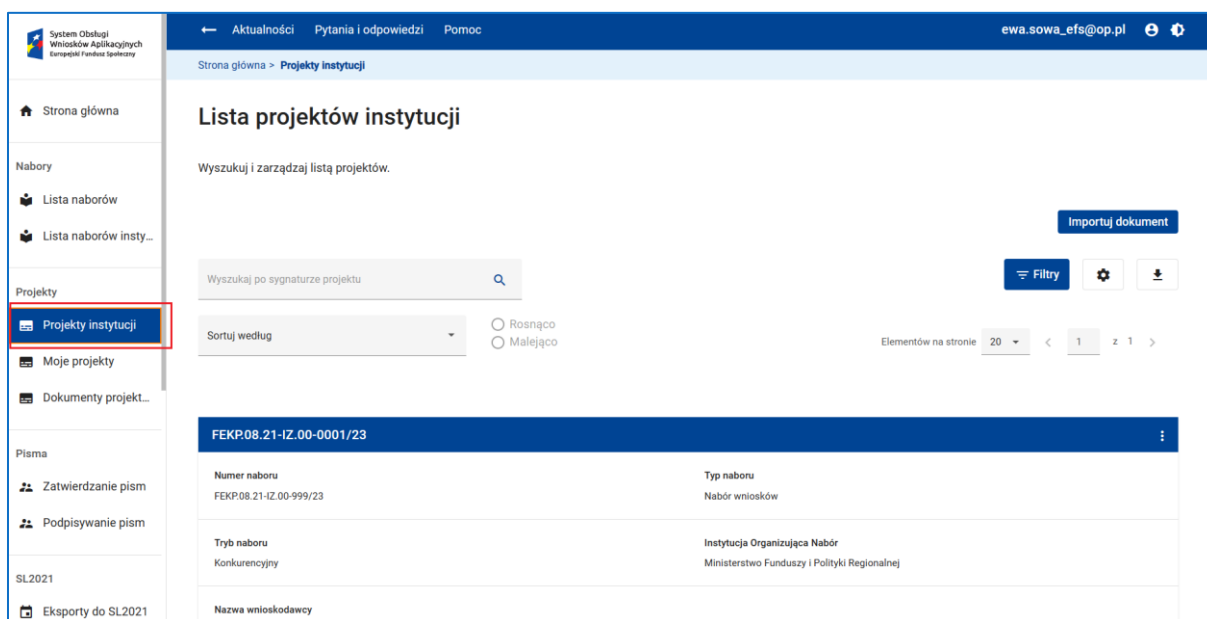 System Obsługi
Wniosków Aplikacyjnych
Europejski Fundusz Społeczny
Aktualności Pytania i odpowiedzi Pomoc
ewa.sowa_efs@op.pl
Strona główna > Projekty instytucji
Strona główna
Nabory
Lista naborów
Lista naborów insty...
Projekty
Projekty instytucji
Moje projekty
Dokumenty projekt...
Pisma
Zatwierdzanie pism
Podpisywanie pism
SL2021
Eksporty do SL2021
Lista projektów instytucji
Wyszukaj i zarządzaj listą projektów.
Importuj dokument
Wyszukaj po sygnaturze projektu
Filtry
Sortuj według
Rosnąco
Malejąco
Elementów na stronie 20 < 1 z 1 >
FEKP.08.21-IZ.00-0001/23
Numer naboru
FEKP.08.21-IZ.00-999/23
Typ naboru
Nabór wniosków
Tryb naboru
Konkurencyjny
Instytucja Organizująca Nabór
Ministerstwo Funduszy i Polityki Regionalnej
Nazwa wnioskodawcy